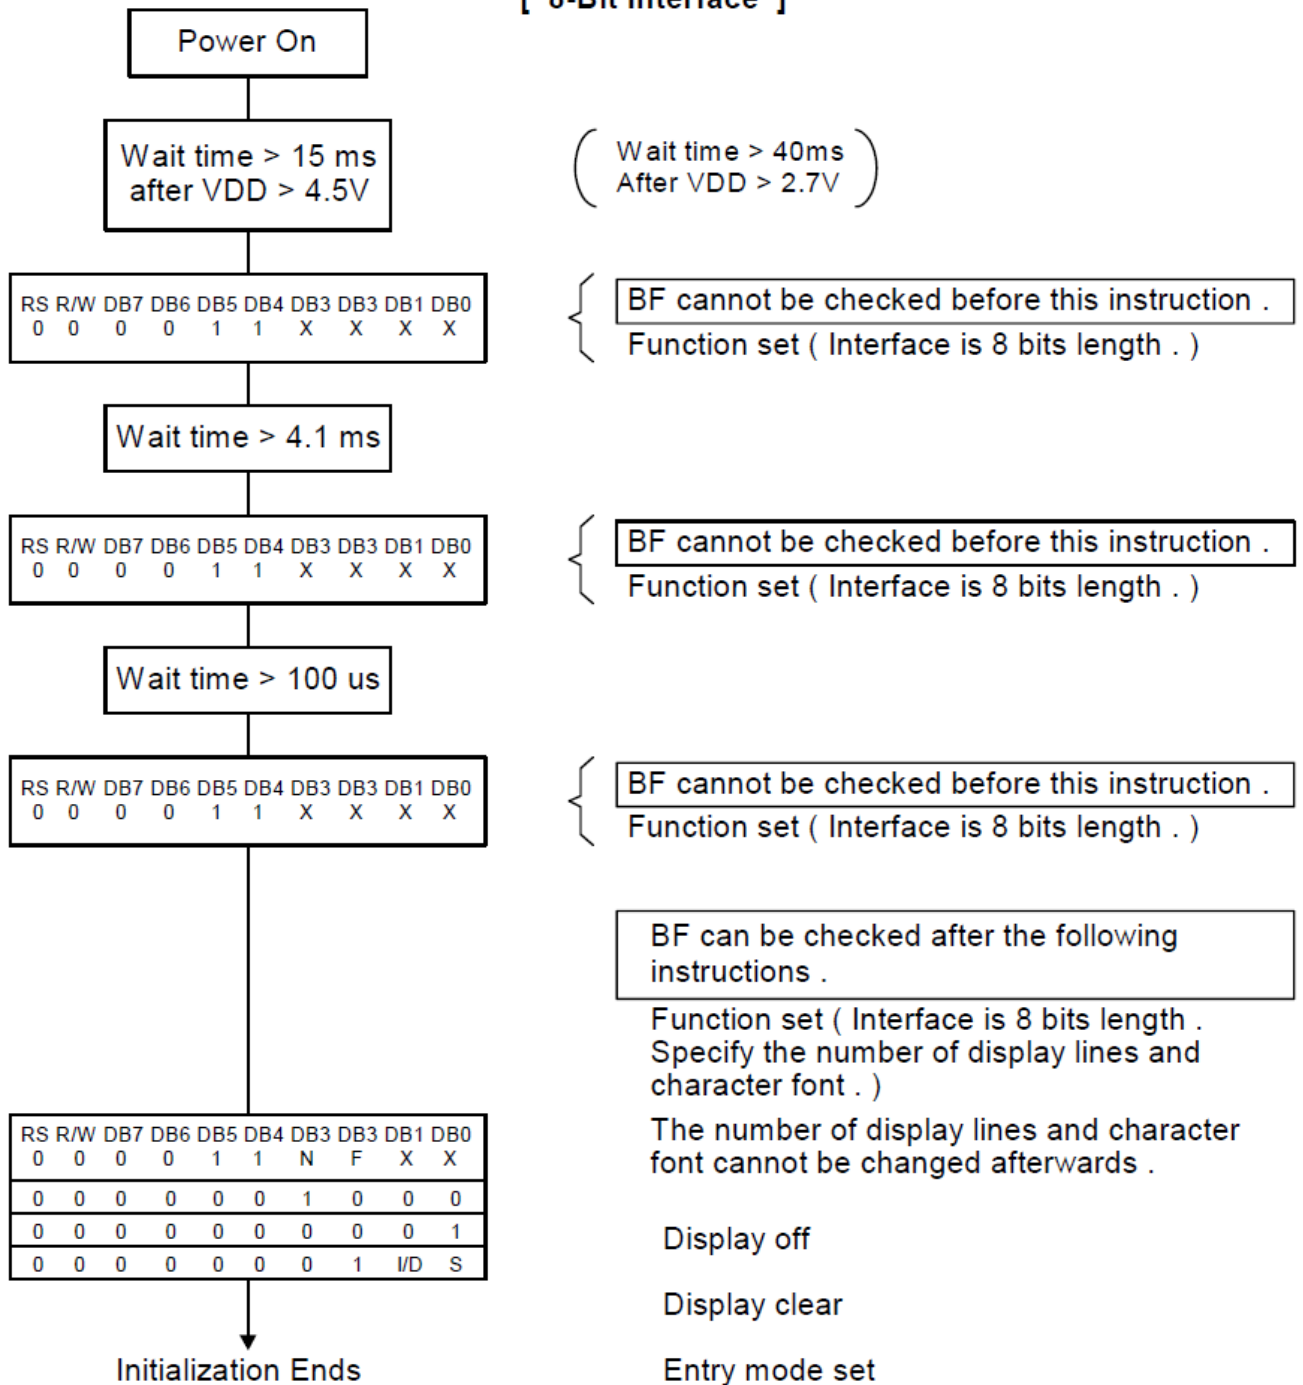 [ 8-Bit Interface ]
Power On
Wait time > 15 ms
after VDD > 4.5V
Wait time > 40ms
After VDD > 2.7V
RS R/W DB7 DB6 DB5 DB4 DB3 DB3 DB1 DB0
0 0 0 0 1 1 X X X X
BF cannot be checked before this instruction .
Function set ( Interface is 8 bits length . )
Wait time > 4.1 ms
RS R/W DB7 DB6 DB5 DB4 DB3 DB3 DB1 DB0
0 0 0 0 1 1 X X X X
BF cannot be checked before this instruction .
Function set ( Interface is 8 bits length . )
Wait time > 100 us
RS R/W DB7 DB6 DB5 DB4 DB3 DB3 DB1 DB0
0 0 0 0 1 1 X X X X
BF cannot be checked before this instruction .
Function set ( Interface is 8 bits length . )
BF can be checked after the following
instructions .
Function set ( Interface is 8 bits length .
Specify the number of display lines and
character font . )
The number of display lines and character
font cannot be changed afterwards .
RS R/W DB7 DB6 DB5 DB4 DB3 DB3 DB1 DB0
0 0 0 0 1 1 N F X X
0 0 0 0 0 0 1 0 0 0
0 0 0 0 0 0 0 0 0 1
0 0 0 0 0 0 0 1 I/D S
Display off
Display clear
Entry mode set
Initialization Ends